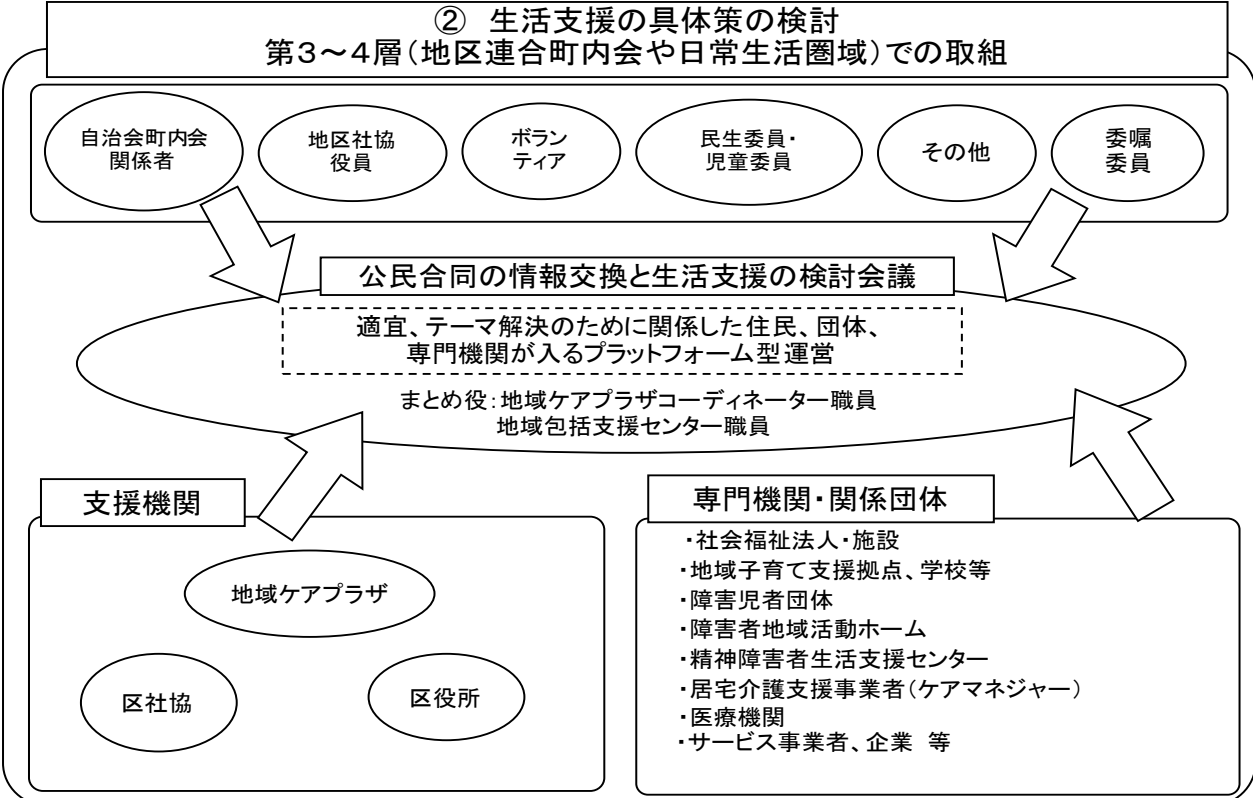 ② 生活支援の具体策の検討
第3～4層(地区連合町内会や日常生活圏域)での取組
自治会町内会
関係者
地区社協
役員
ボラン
ティア
民生委員・
児童委員
その他
委嘱
委員
公民合同の情報交換と生活支援の検討会議
適宜、テーマ解決のために関係した住民、団体、
専門機関が入るプラットフォーム型運営
まとめ役:地域ケアプラザコーディネーター職員
地域包括支援センター職員
支援機関
地域ケアプラザ
区社協
区役所
専門機関・関係団体
・社会福祉法人・施設
・地域子育て支援拠点、学校等
・障害児者団体
・障害者地域活動ホーム
・精神障害者生活支援センター
・居宅介護支援事業者(ケアマネジャー)
・医療機関
・サービス事業者、企業 等